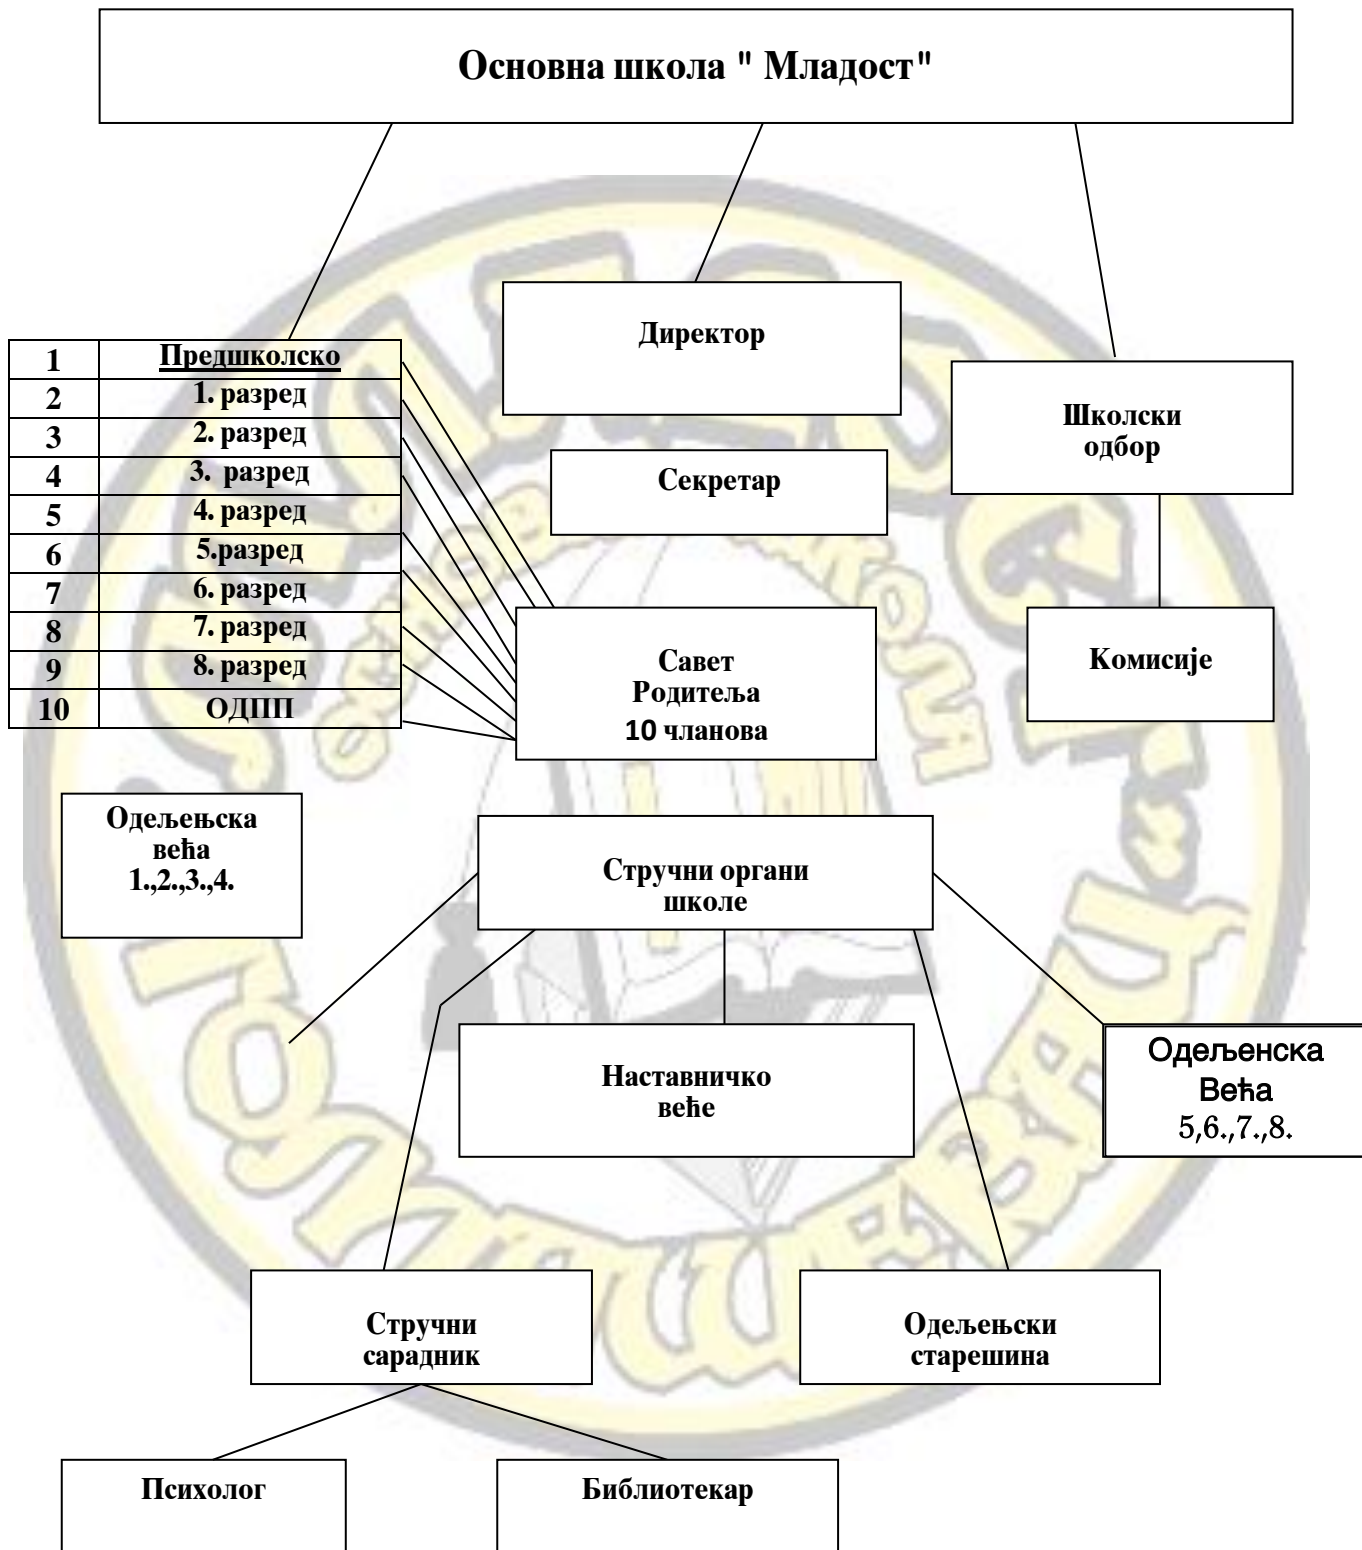 Основна школа " Младост"
Директор
1 Предшколско
2 1. разред
3 2. разред
4 3. разред
5 4. разред
6 5.разред
7 6. разред
8 7. разред
9 8. разред
10 ОДПП
Школски
одбор
Секретар
Савет
Родитеља
10 чланова
Комисије
Одељењска
већа
1.,2.,3.,4.
Стручни органи
школе
Наставничко
веће
Одељенска
Већа
5,6.,7.,8.
Стручни
сарадник
Одељењски
старешина
Психолог
Библиотекар